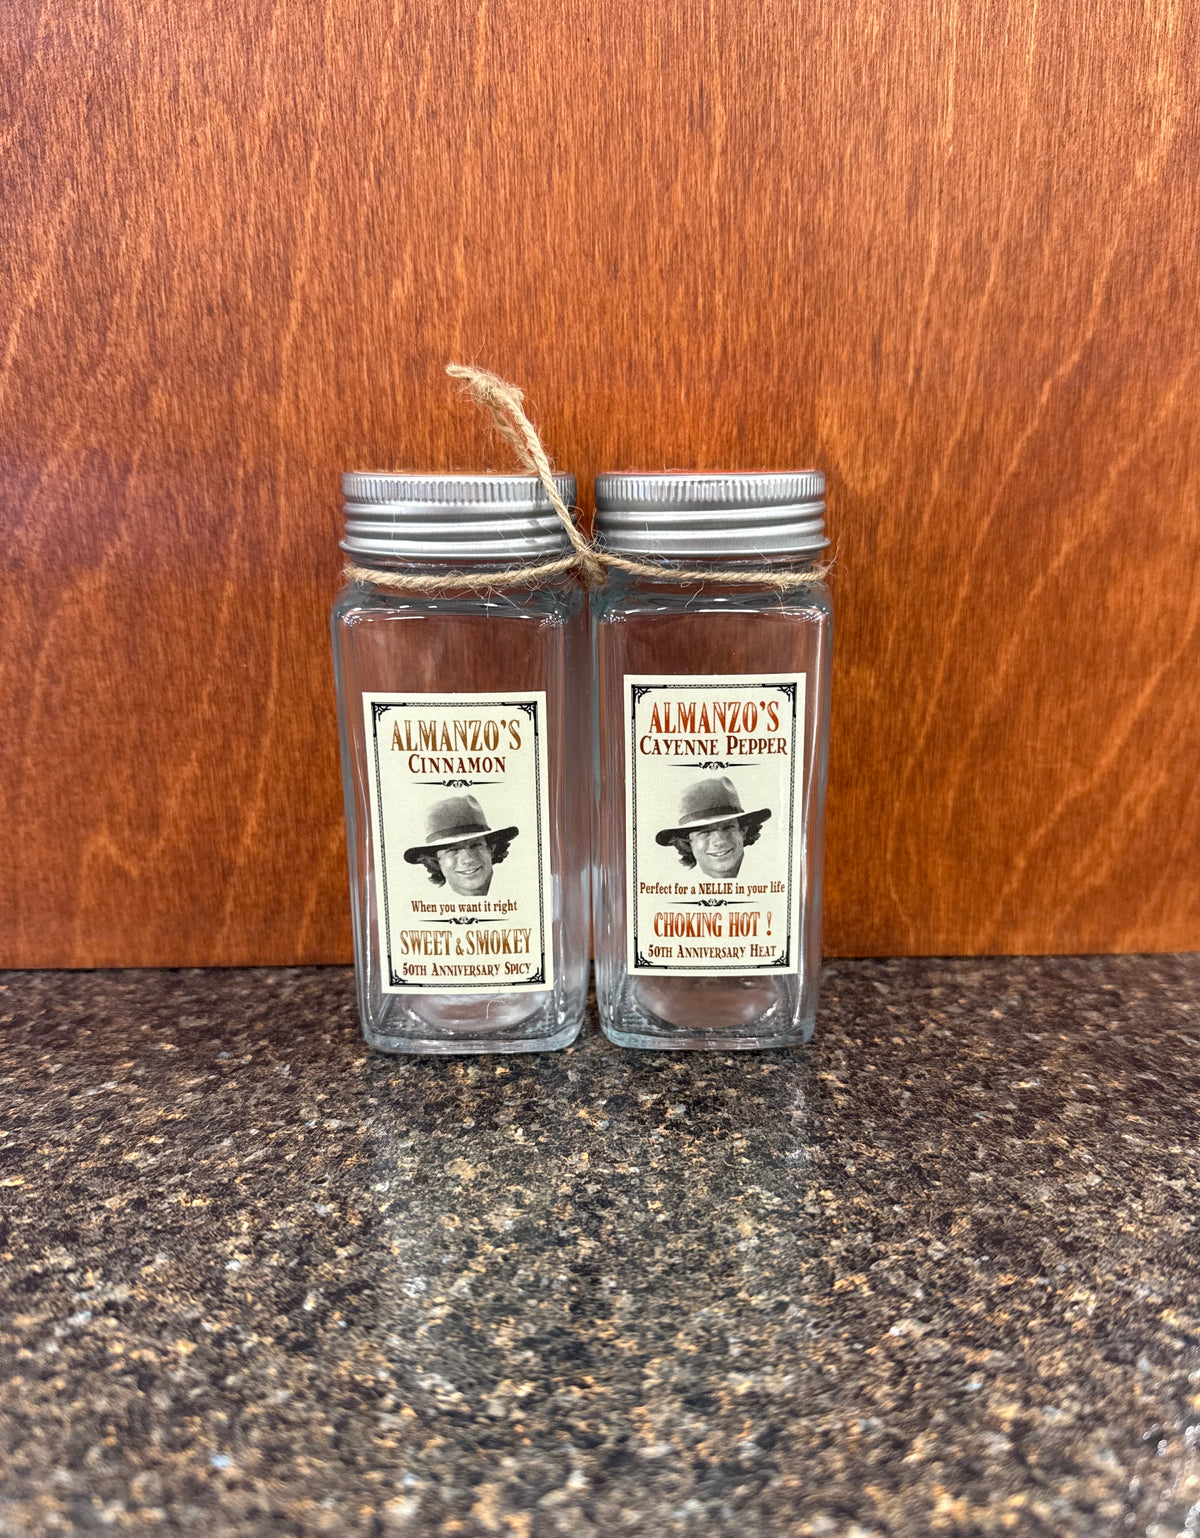 ALMANZO'S
CINNAMON
When you want it right
SWEET & SMOKEY
50TH ANNIVERSARY SPICY
ALMANZO'S
CAYENNE PEPPER
Perfect for a NELLIE in your life
CHOKING HOT !
50TH ANNIVERSARY HEAT